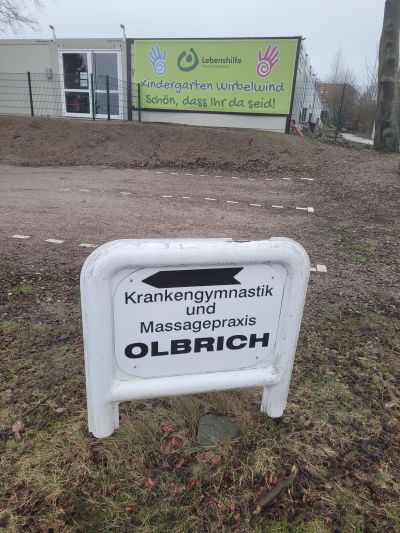 Lebenshilfe
Kindergarten Wirbelwind
Schön, dass ihr da seid!
Krankengymnastik
und
Massagepraxis
OLBRICH